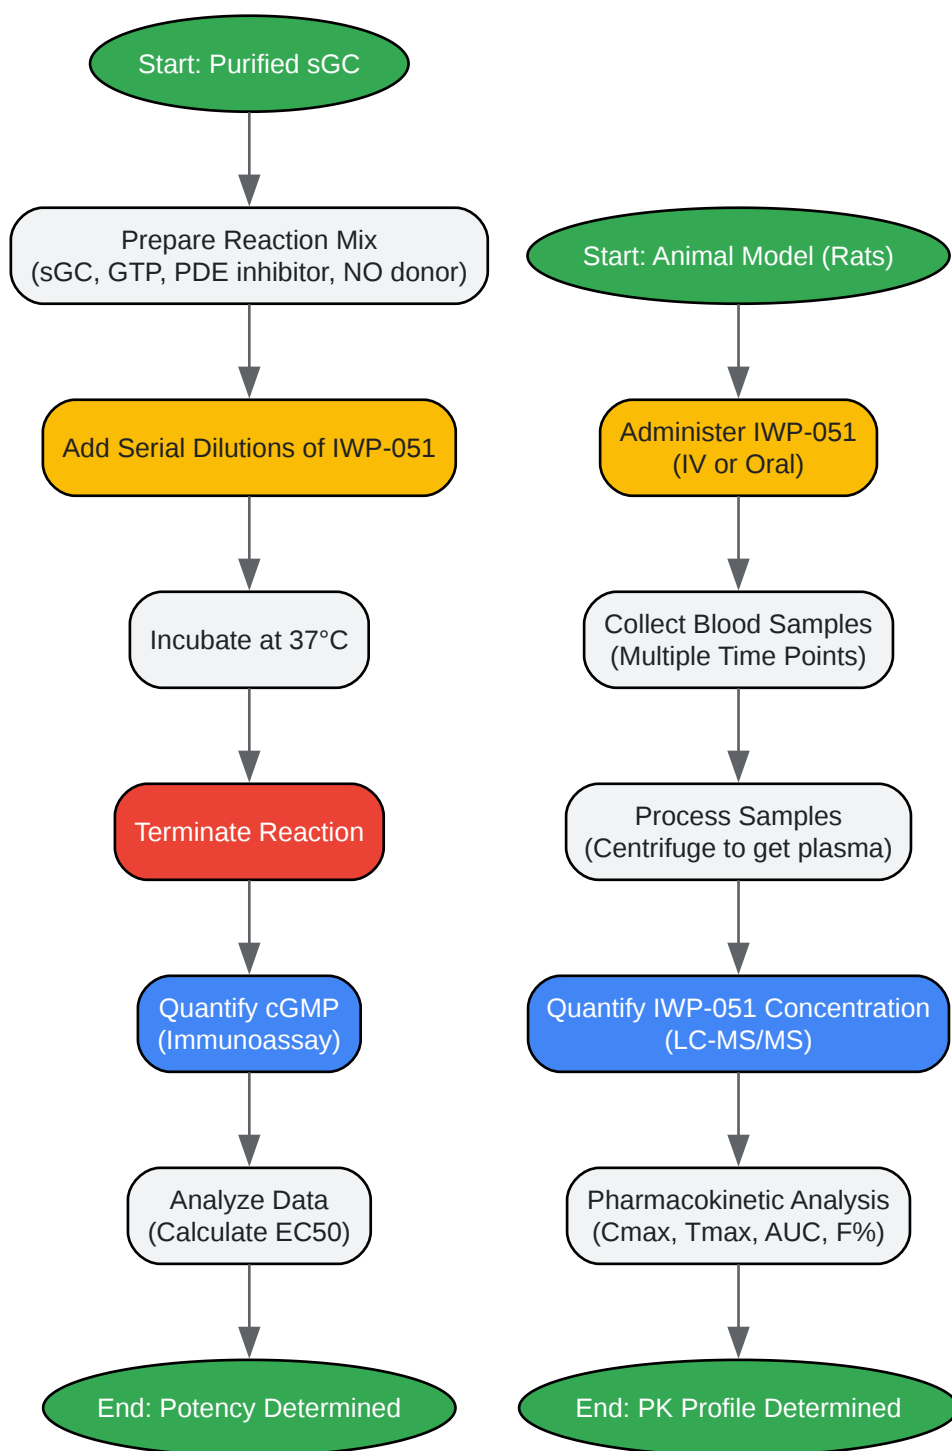 Start: Purified sGC
Prepare Reaction Mix
(sGC, GTP, PDE inhibitor, NO donor)
Add Serial Dilutions of IWP-051
Incubate at 37°C
Terminate Reaction
Quantify cGMP
(Immunoassay)
Analyze Data
(Calculate EC50)
End: Potency Determined
Start: Animal Model (Rats)
Administer IWP-051
(IV or Oral)
Collect Blood Samples
(Multiple Time Points)
Process Samples
(Centrifuge to get plasma)
Quantify IWP-051 Concentration
(LC-MS/MS)
Pharmacokinetic Analysis
(Cmax, Tmax, AUC, F%)
End: PK Profile Determined